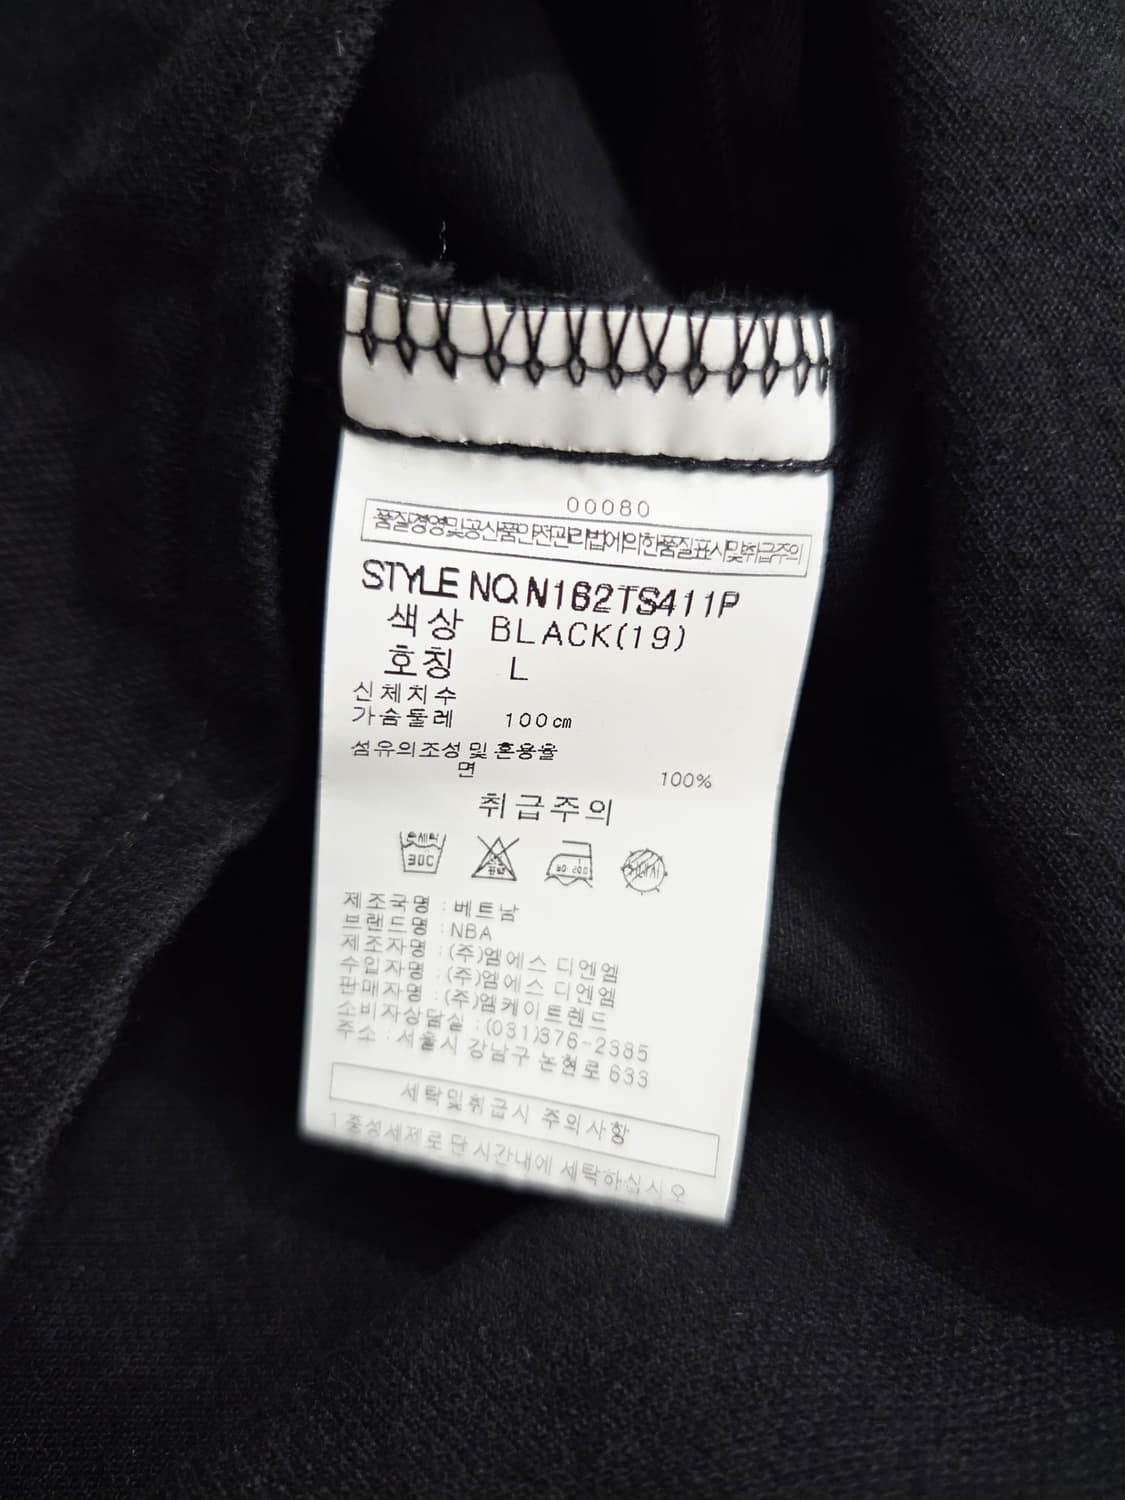 00080
품질경영및공산품안전관리법에의한품질표시및취급주의
STYLE NO.N162TS411P
색상 BLACK(19)
호칭 L
신체치수
가슴둘레 100㎝
섬유의조성및 혼용율
면 100%
취급주의
손세탁
30C
제조국명 : 베트남
브랜드명 : NBA
제조자명 : (주)엠에스 디엔엠
수입자명 : (주)엠에스 디엔엠
판매자명 : (주)엠케이트렌드
소비자상담실 : (031)376-2385
주소 : 서울시 강남구 논현로 633
세탁및취급시 주의사항
1.중성세제로단시간내에 세탁하십시오